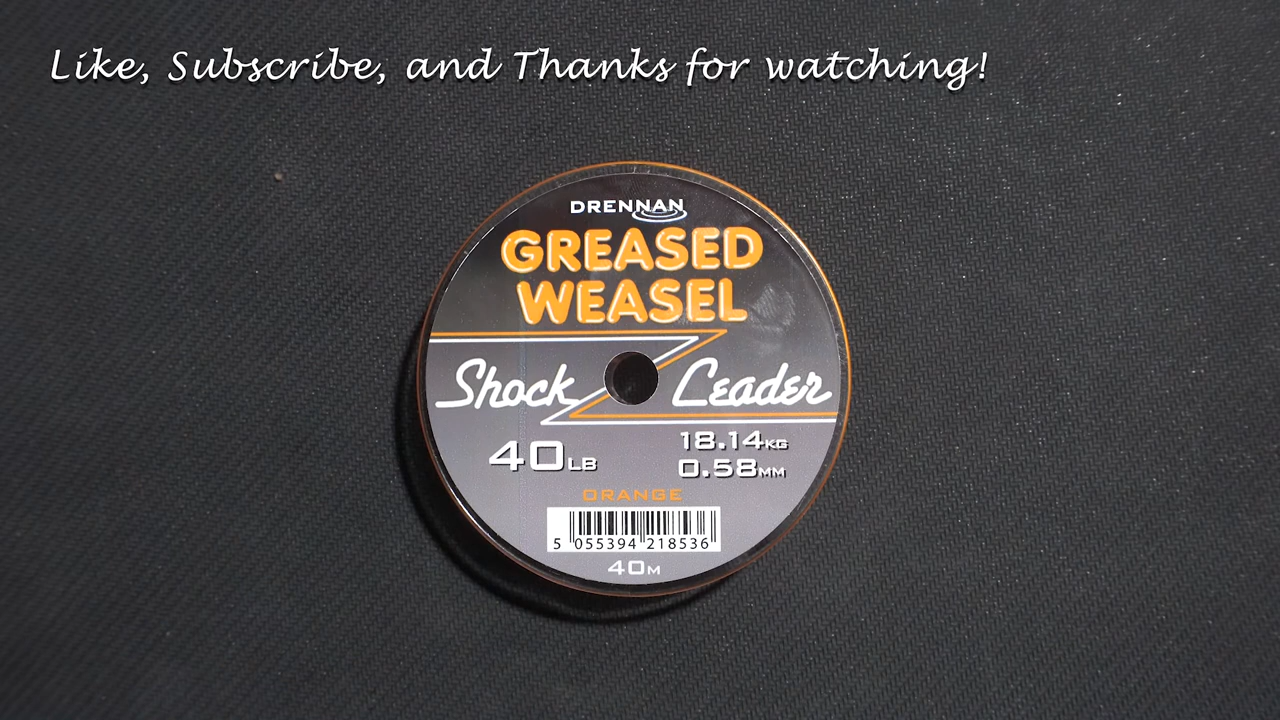 Like, Subscribe, and Thanks for watching!
DRENNAN
GREASED
WEASEL
Shock Leader
40LB
18.14KG
0.58MM
ORANGE
5 055394 218536
40M